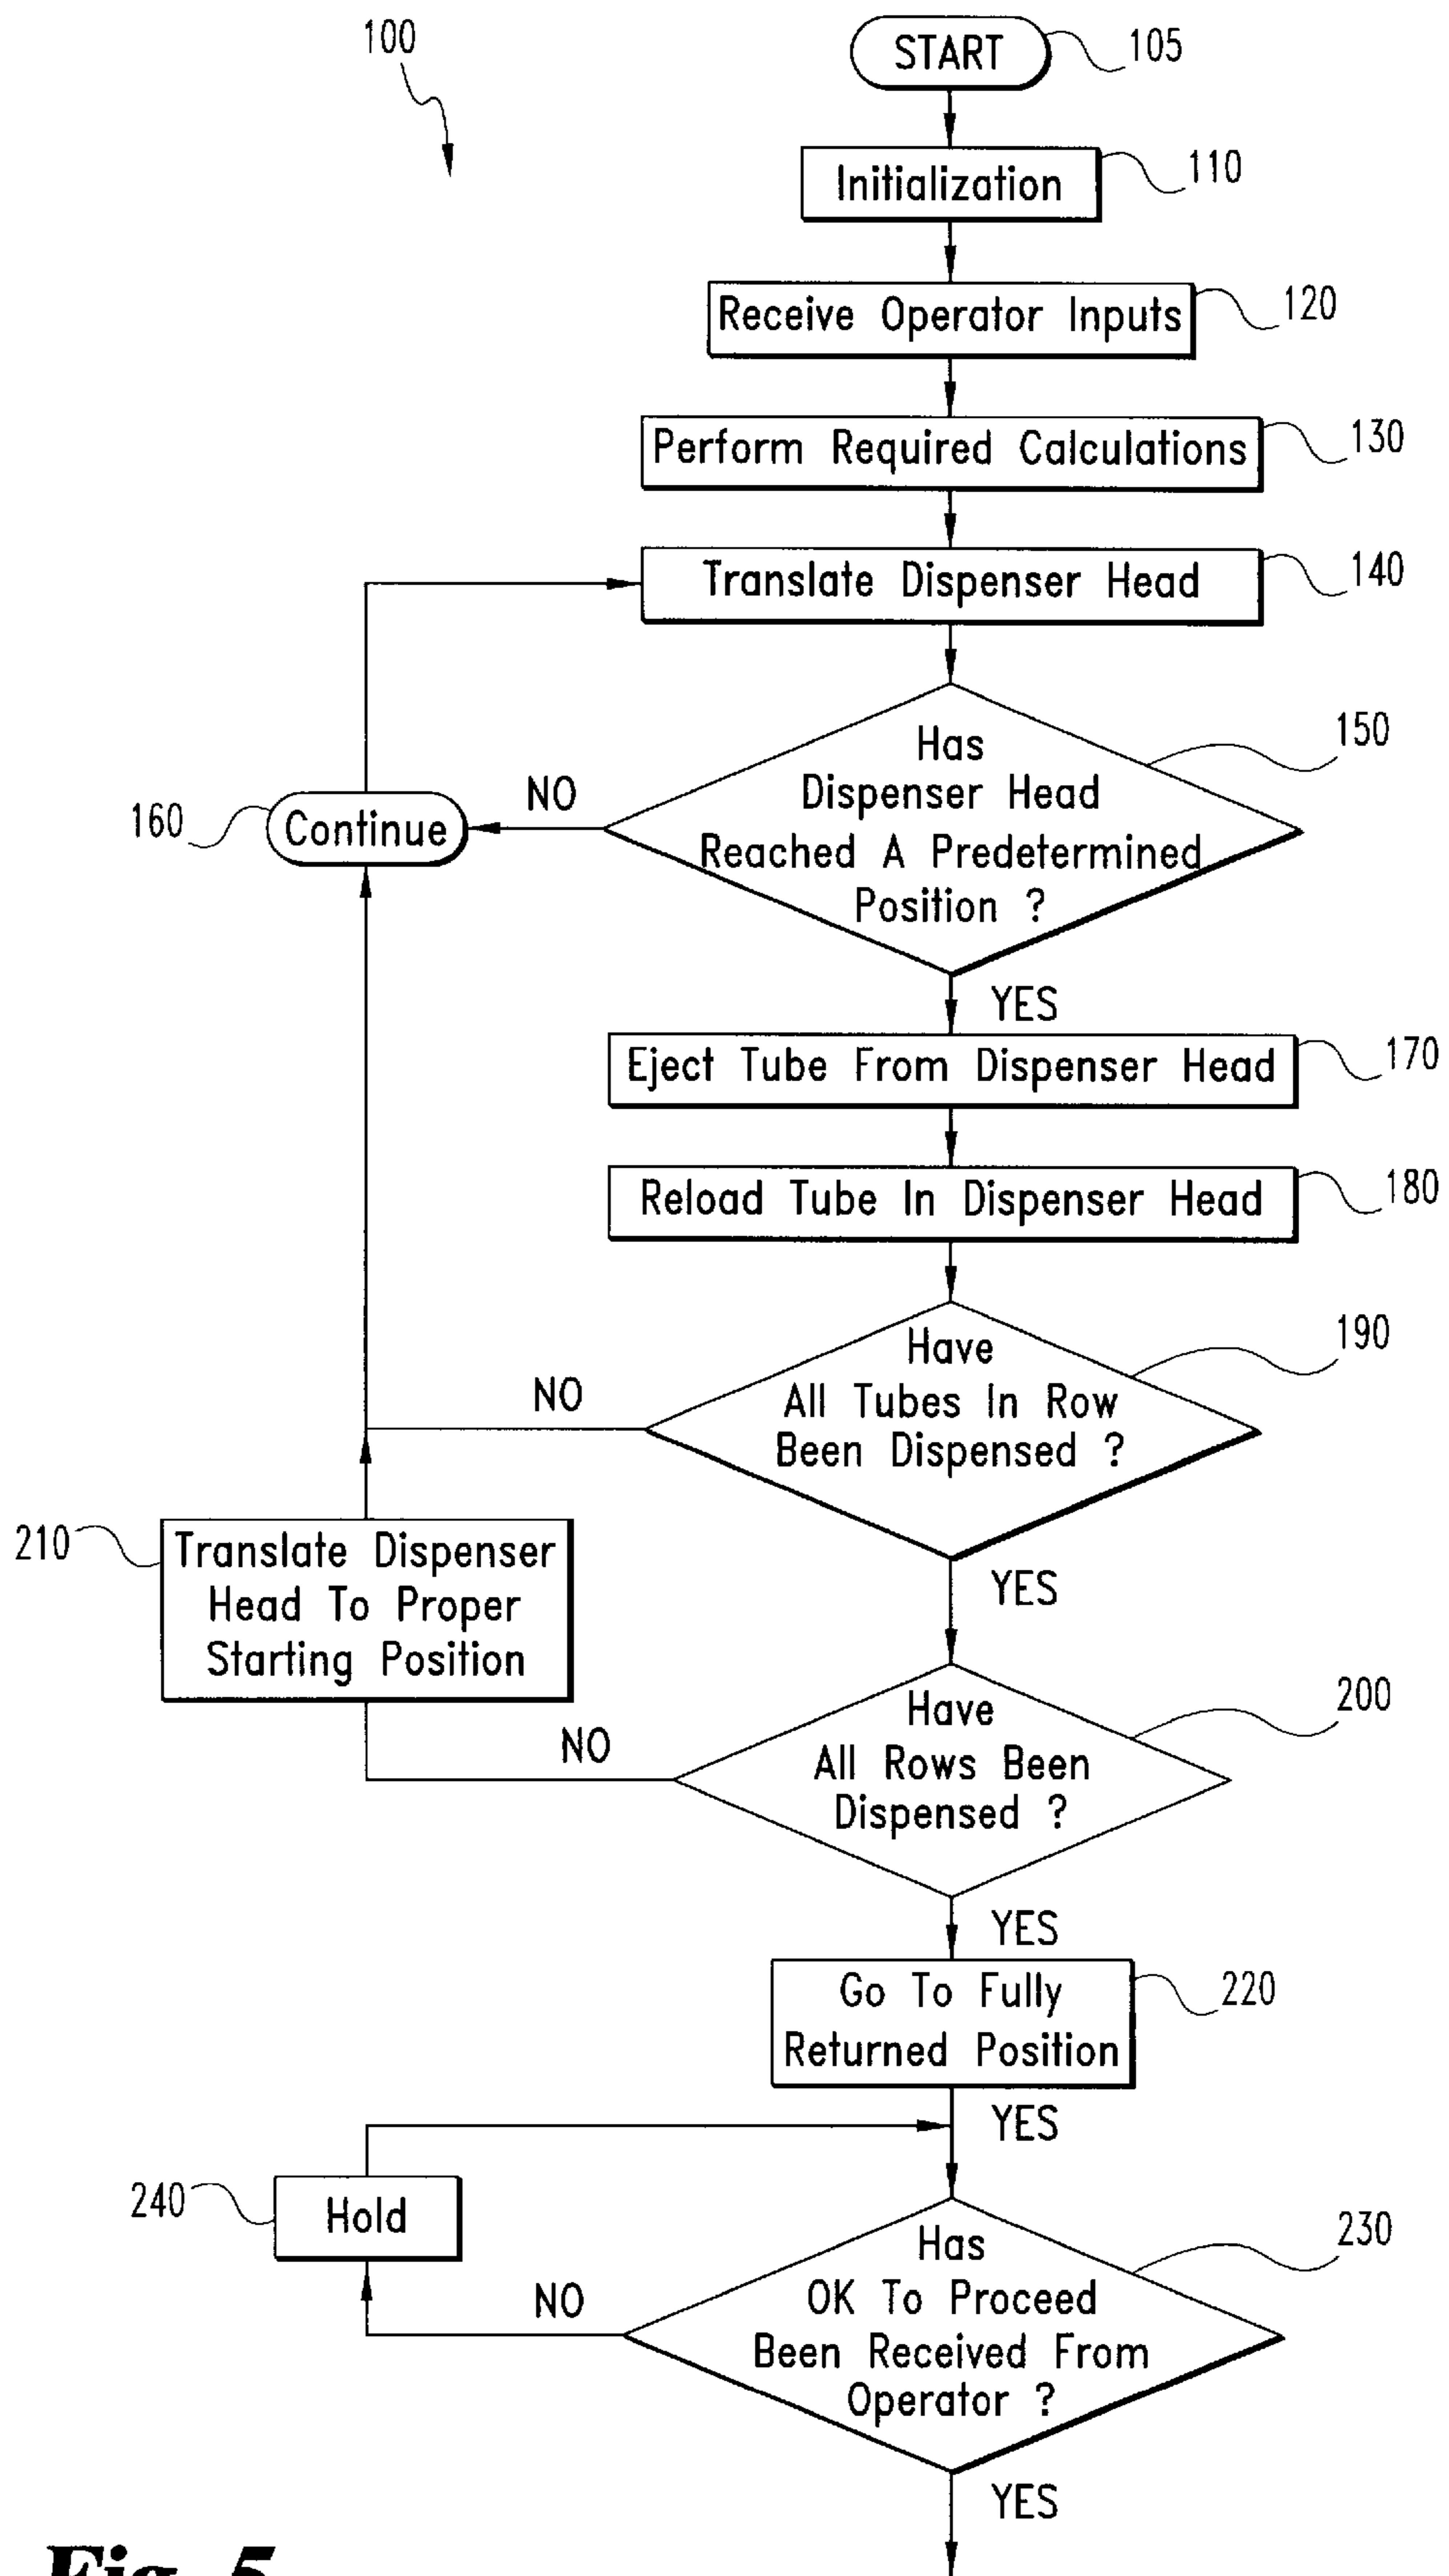 100
START
105
Initialization
110
Receive Operator Inputs
120
Perform Required Calculations
130
Translate Dispenser Head
140
Has
Dispenser Head
Reached A Predetermined
Position ?
150
NO
Continue
160
YES
Eject Tube From Dispenser Head
170
Reload Tube In Dispenser Head
180
Have
All Tubes In Row
Been Dispensed ?
190
NO
210
Translate Dispenser
Head To Proper
Starting Position
YES
Have
All Rows Been
Dispensed ?
200
NO
YES
Go To Fully
Returned Position
220
YES
240
Hold
Has
OK To Proceed
Been Received From
Operator ?
230
NO
YES
Fig. 5